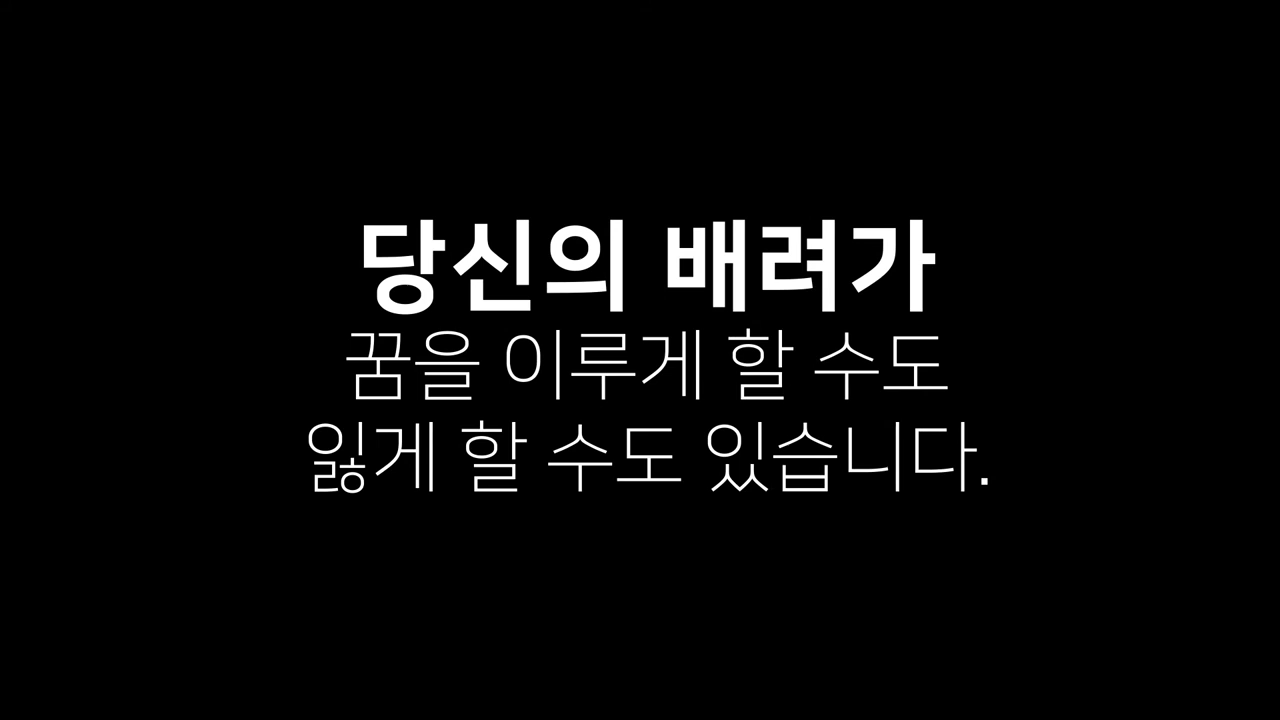 당신의 배려가
꿈을 이루게 할 수도
잃게 할 수도 있습니다.